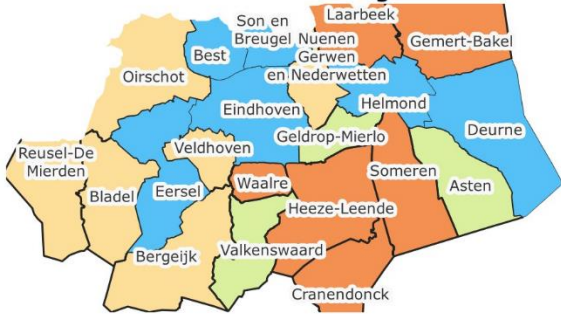 Son en
Breugel
Nuenen
Gerwen
en Nederwetten
Laarbeek
Gemert-Bakel
Best
Oirschot
Eindhoven
Helmond
Deurne
Geldrop-Mierlo
Veldhoven
Reusel-De
Mierden
Bladel
Eersel
Waalre
Someren
Asten
Heeze-Leende
Bergeijk
Valkenswaard
Cranendonck